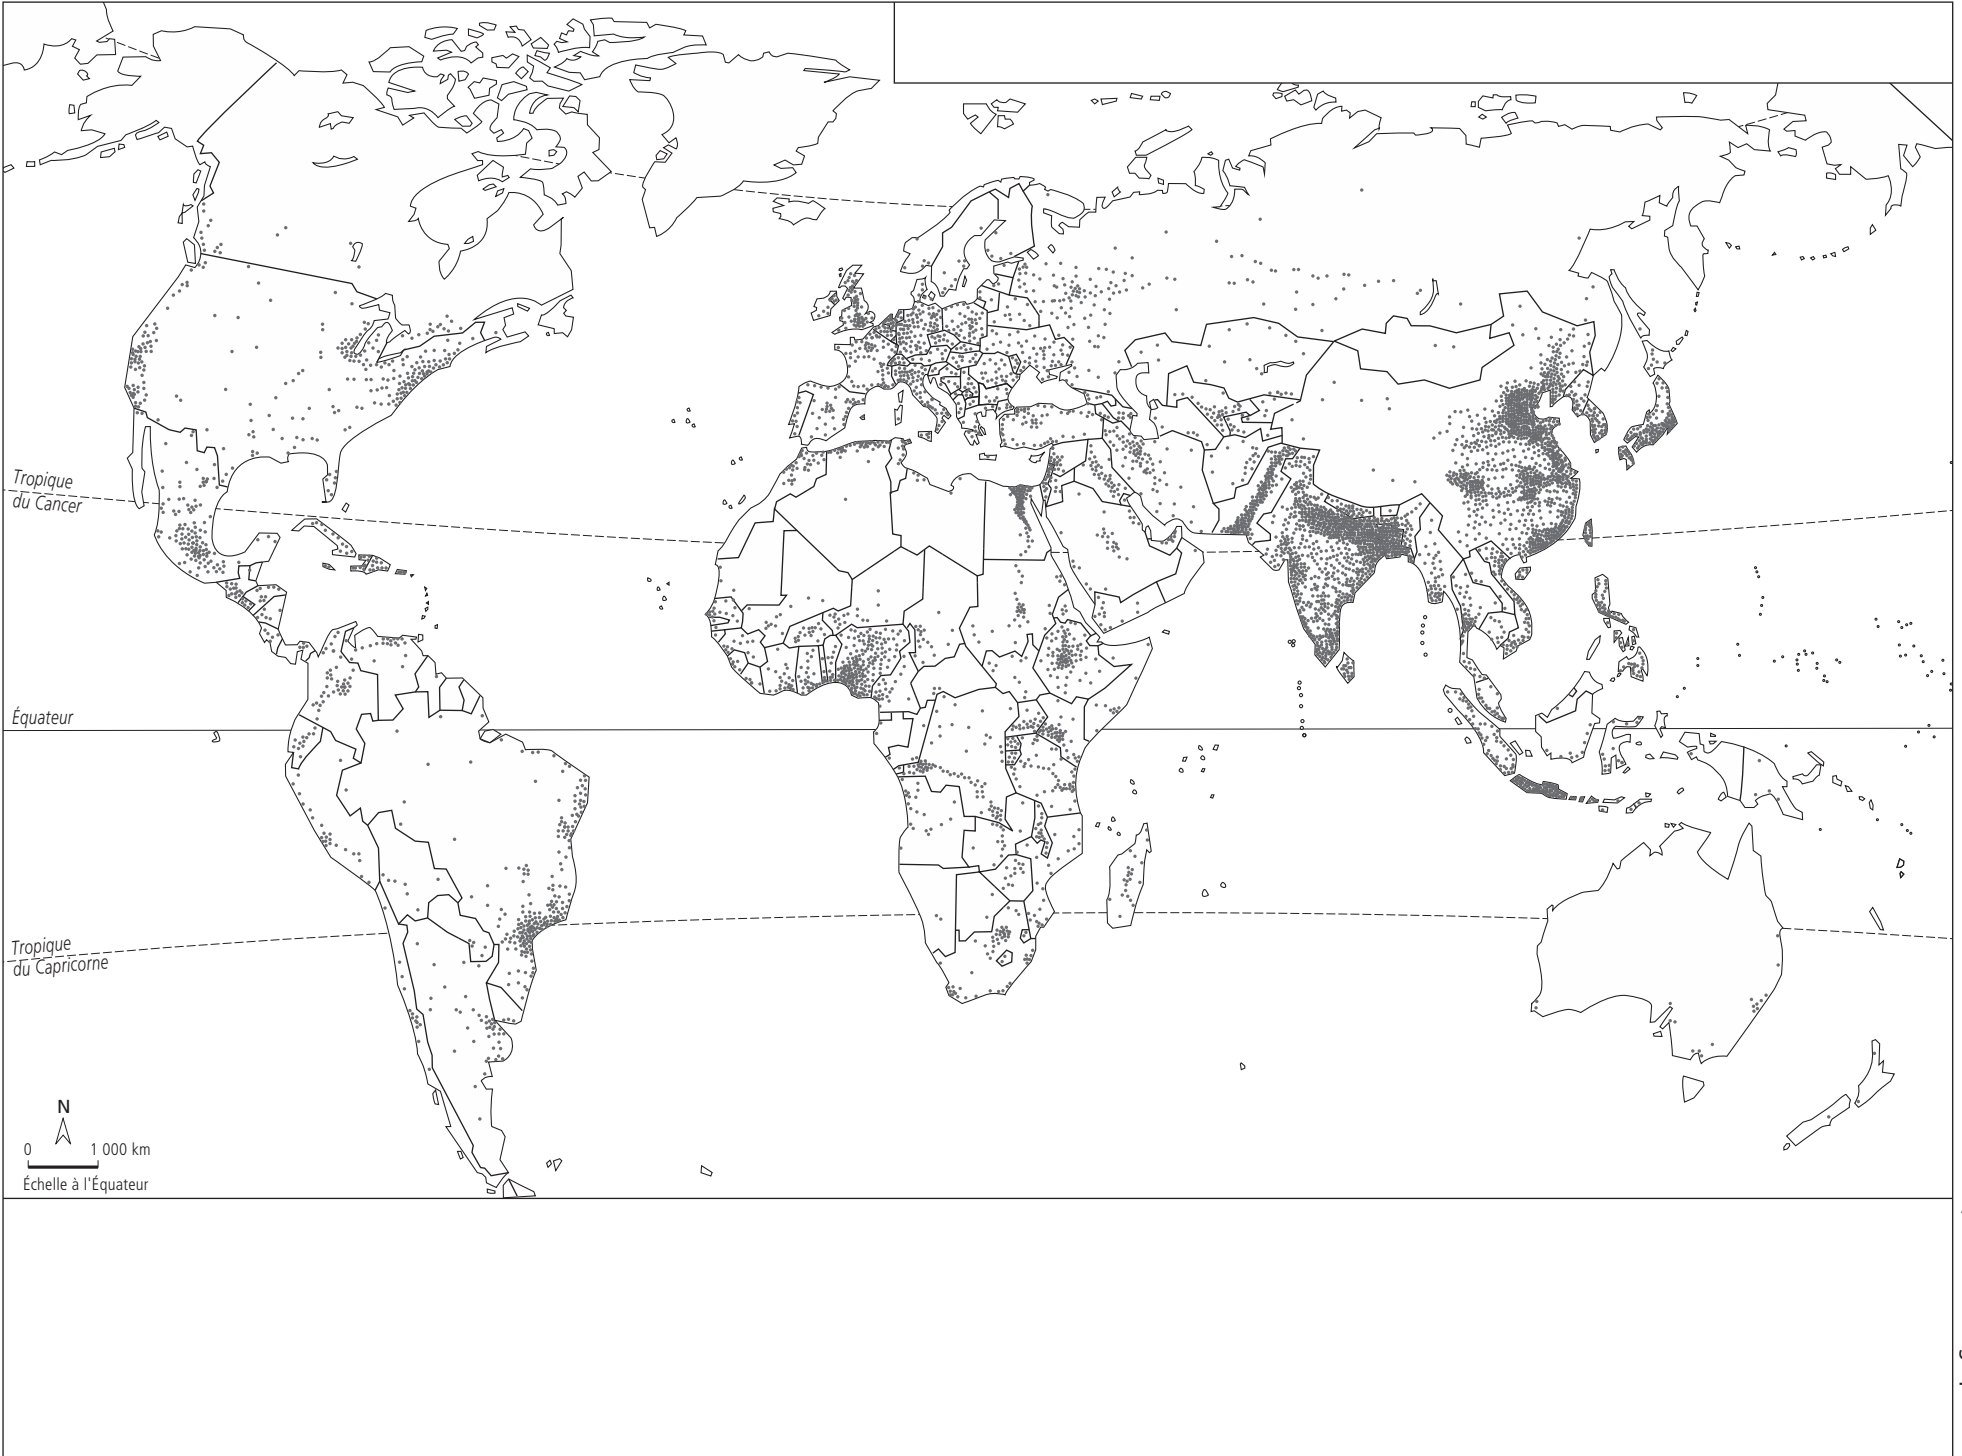 Tropique
du Cancer
Équateur
Tropique
du Capricorne
N
0 1 000 km
Échelle à l'Équateur